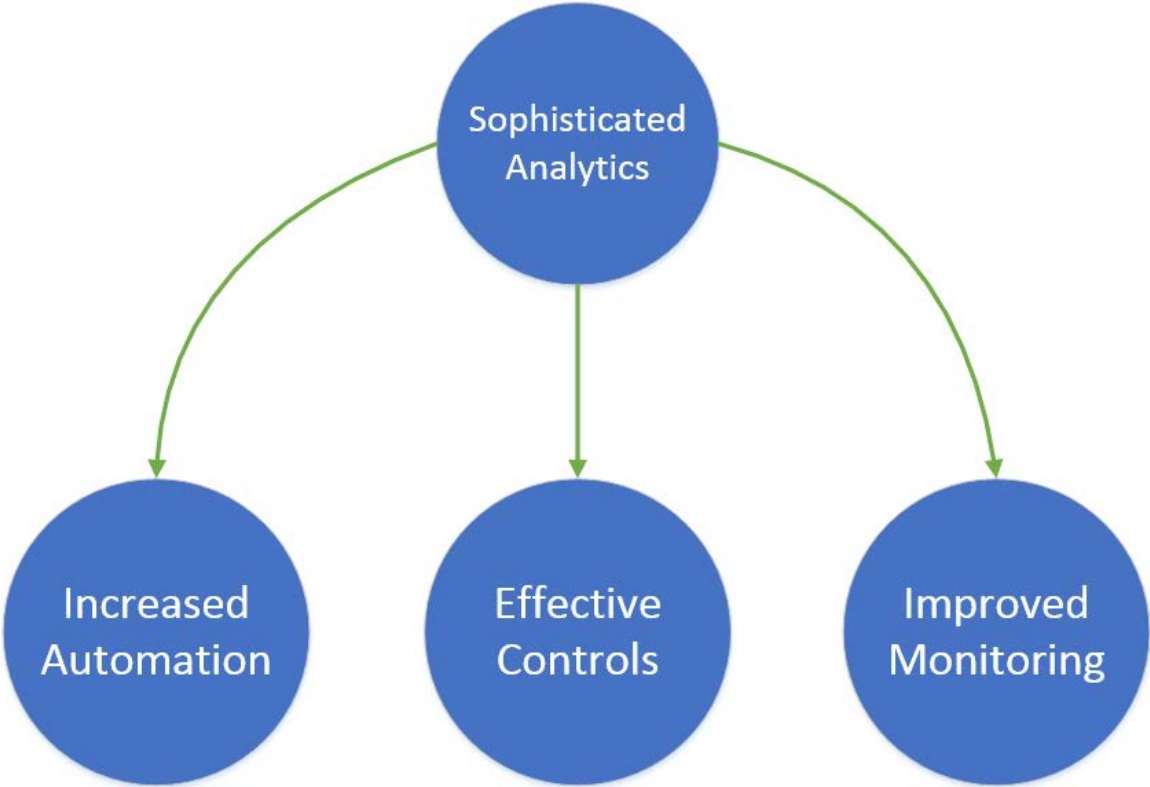 Sophisticated
Analytics
Increased
Automation
Effective
Controls
Improved
Monitoring